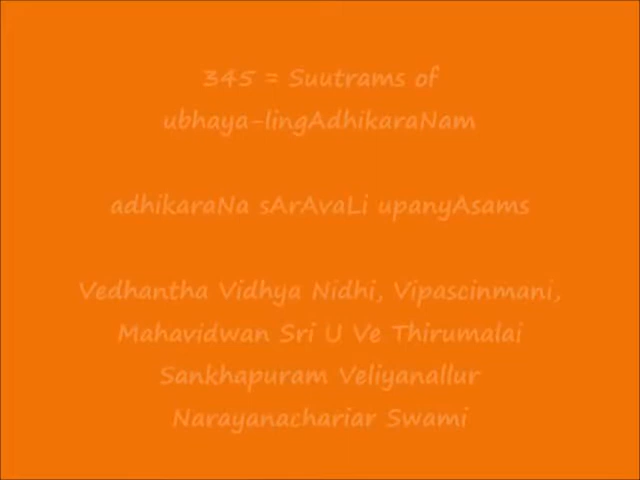 345 = Suutrams of
ubhaya-lingAdhikaraNam
adhikaraNa sArAvaLi upanyAsams
Vedhantha Vidhya Nidhi, Vipascinmani,
Mahavidwan Sri U Ve Thirumalai
Sankhapuram Veliyanallur
Narayanachariar Swami